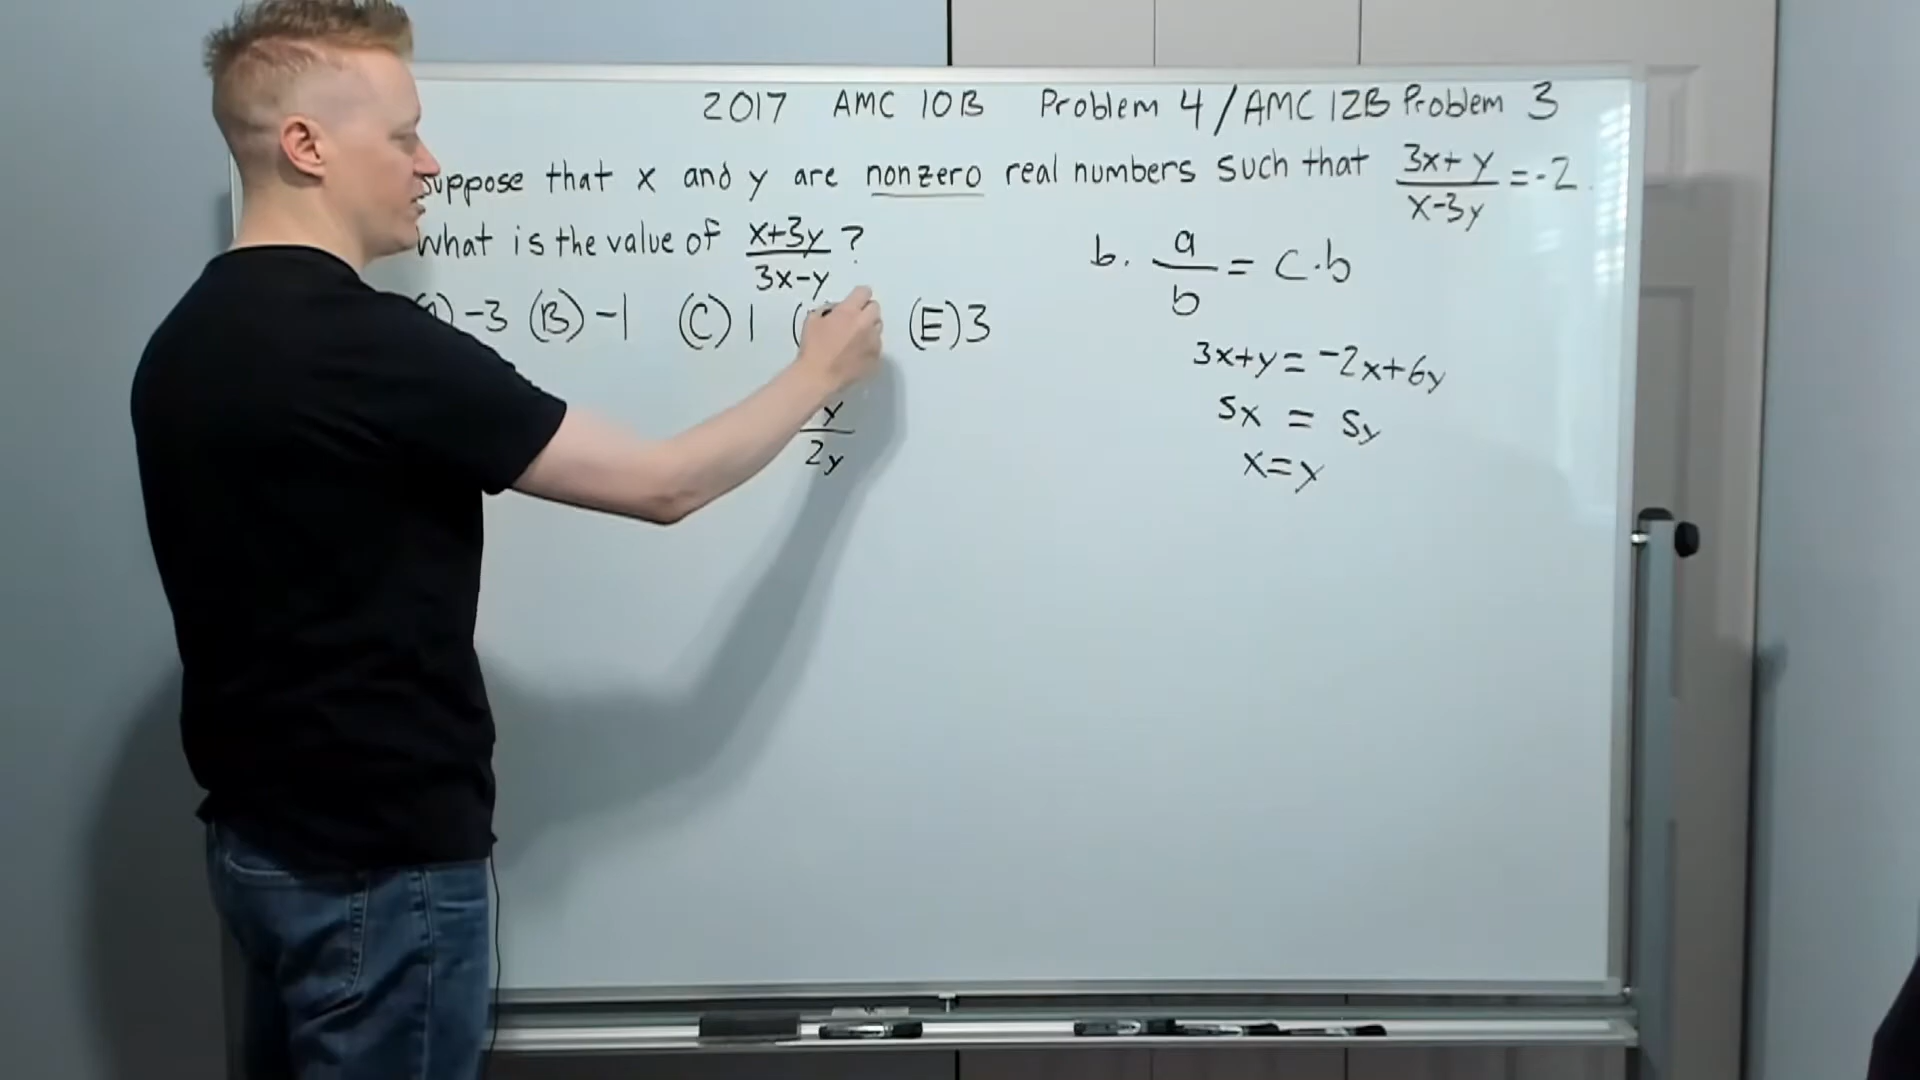 2017 AMC 10B Problem 4 / AMC 12B Problem 3
Suppose that x and y are nonzero real numbers such that (3x+y)/(x-3y) = -2.
What is the value of (x+3y)/(3x-y)?
-3 (B) -1 (C) 1 (E) 3
b. a/b = c.b
3x+y = -2x+6y
5x = 5y
x=y
y/2y